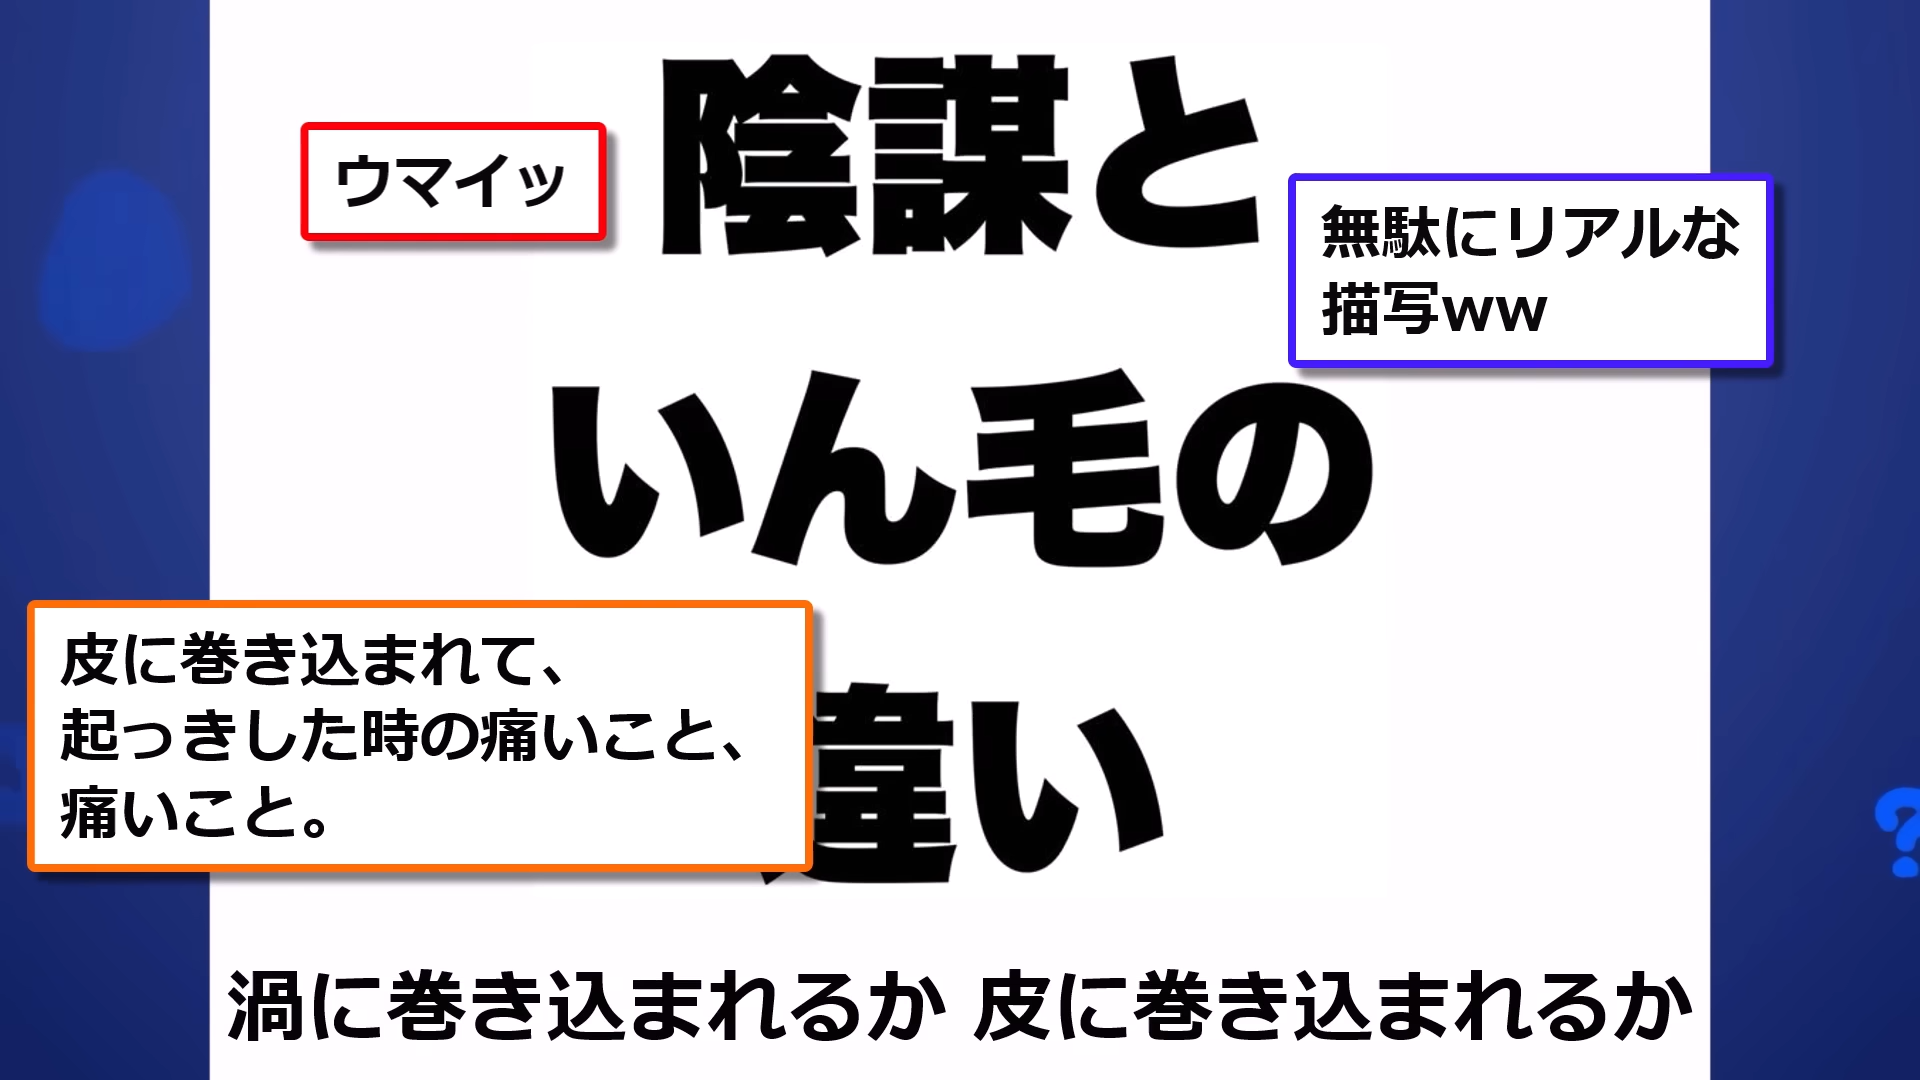 陰謀と
いん毛の
違い
ウマイッ
無駄にリアルな
描写ww
皮に巻き込まれて、
起っきした時の痛いこと、
痛いこと。
渦に巻き込まれるか 皮に巻き込まれるか
?